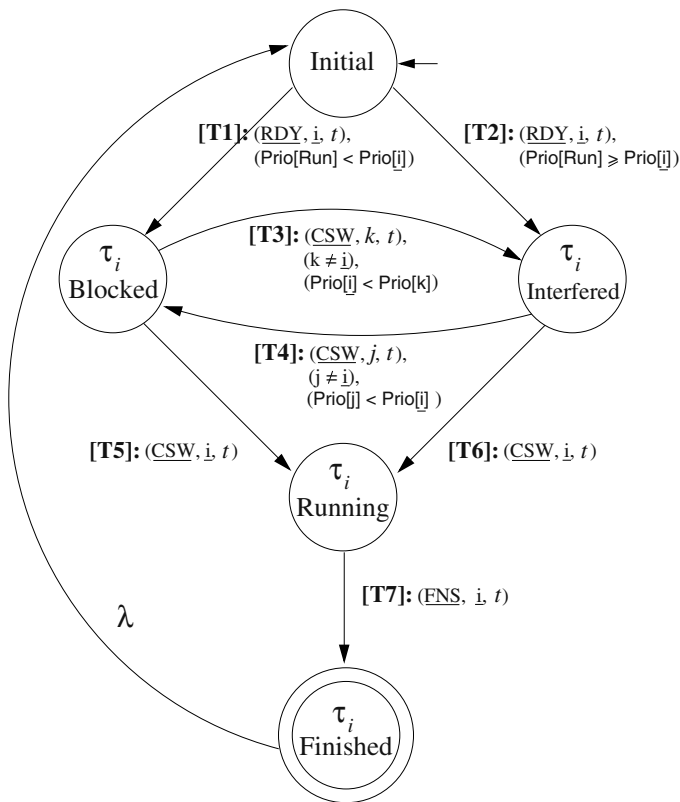 Initial
[T1]: (RDY, i, t),
(Prio[Run] < Prio[i])
[T2]: (RDY, i, t),
(Prio[Run] ⩾ Prio[i])
τi
Blocked
[T3]: (CSW, k, t),
(k ≠ i),
(Prio[i] < Prio[k])
τi
Interfered
[T4]: (CSW, j, t),
(j ≠ i),
(Prio[j] < Prio[i] )
[T5]: (CSW, i, t)
[T6]: (CSW, i, t)
τi
Running
[T7]: (FNS, i, t)
λ
τi
Finished